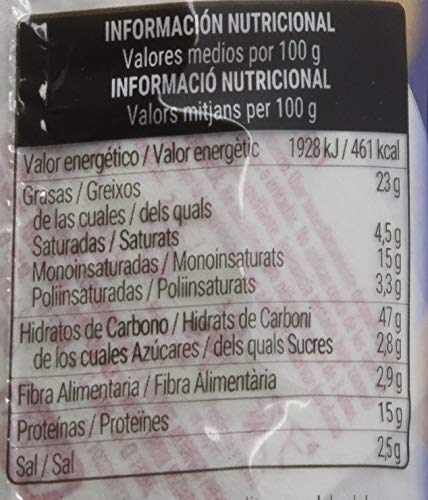 INFORMACIÓN NUTRICIONAL
Valores medios por 100 g
INFORMACIÓ NUTRICIONAL
Valors mitjans per 100 g
Valor energético / Valor energètic 1928 kJ / 461 kcal
Grasas / Greixos 23 g
de las cuales / dels quals
Saturadas / Saturats 4,5 g
Monoinsaturadas / Monoinsaturats 15 g
Poliinsaturadas / Poliinsaturats 3,3 g
Hidratos de Carbono / Hidrats de Carboni 47 g
de los cuales Azúcares / dels quals Sucres 2,8 g
Fibra Alimentaria / Fibra Alimentària 2,9 g
Proteínas / Proteïnes 15 g
Sal / Sal 2,5 g